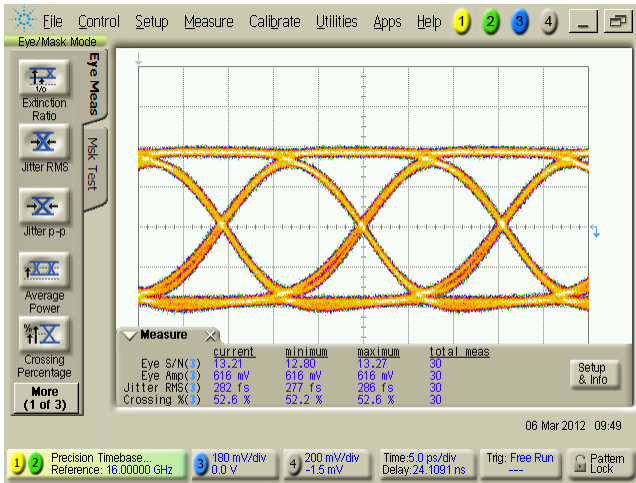 File Control Setup Measure Calibrate Utilities Apps Help 1 2 3 4
Eye/Mask Mode
Eye Meas
Msk Test
1/0
Extinction
Ratio
Jitter RMS
Jitter p-p
Average
Power
%
Crossing
Percentage
More
(1 of 3)
Measure
current minimum maximum total meas
Eye S/N(3) 13.21 12.80 13.27 30
Eye Amp(3) 616 mV 616 mV 616 mV 30
Jitter RMS(3) 282 fs 277 fs 286 fs 30
Crossing %(3) 52.6 % 52.2 % 52.6 % 30
Setup
& Info
06 Mar 2012 09:49
1 2 Precision Timebase...
Reference: 16.00000 GHz
3 180 mV/div
0.0 V
4 200 mV/div
-1.5 mV
Time:5.0 ps/div
Delay:24.1091 ns
Trig: Free Run
---
Pattern
Lock